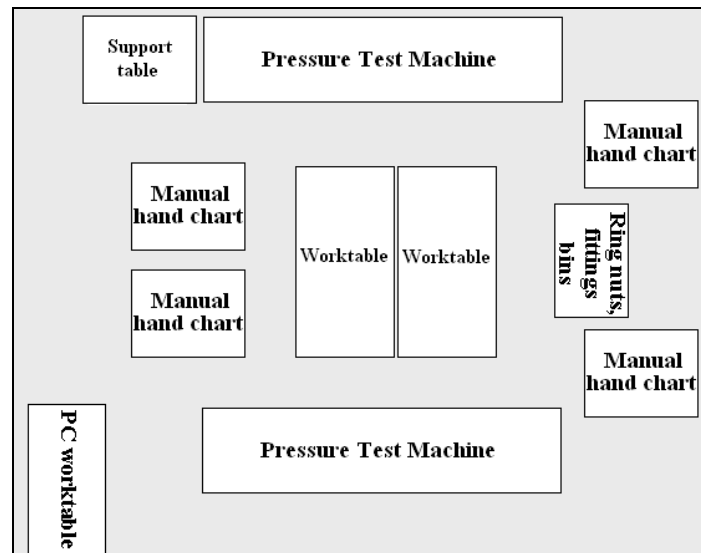 Support
table
Pressure Test Machine
Manual
hand chart
Manual
hand chart
Worktable
Worktable
Ring nuts,
fittings
bins
Manual
hand chart
Manual
hand chart
PC worktable
Pressure Test Machine